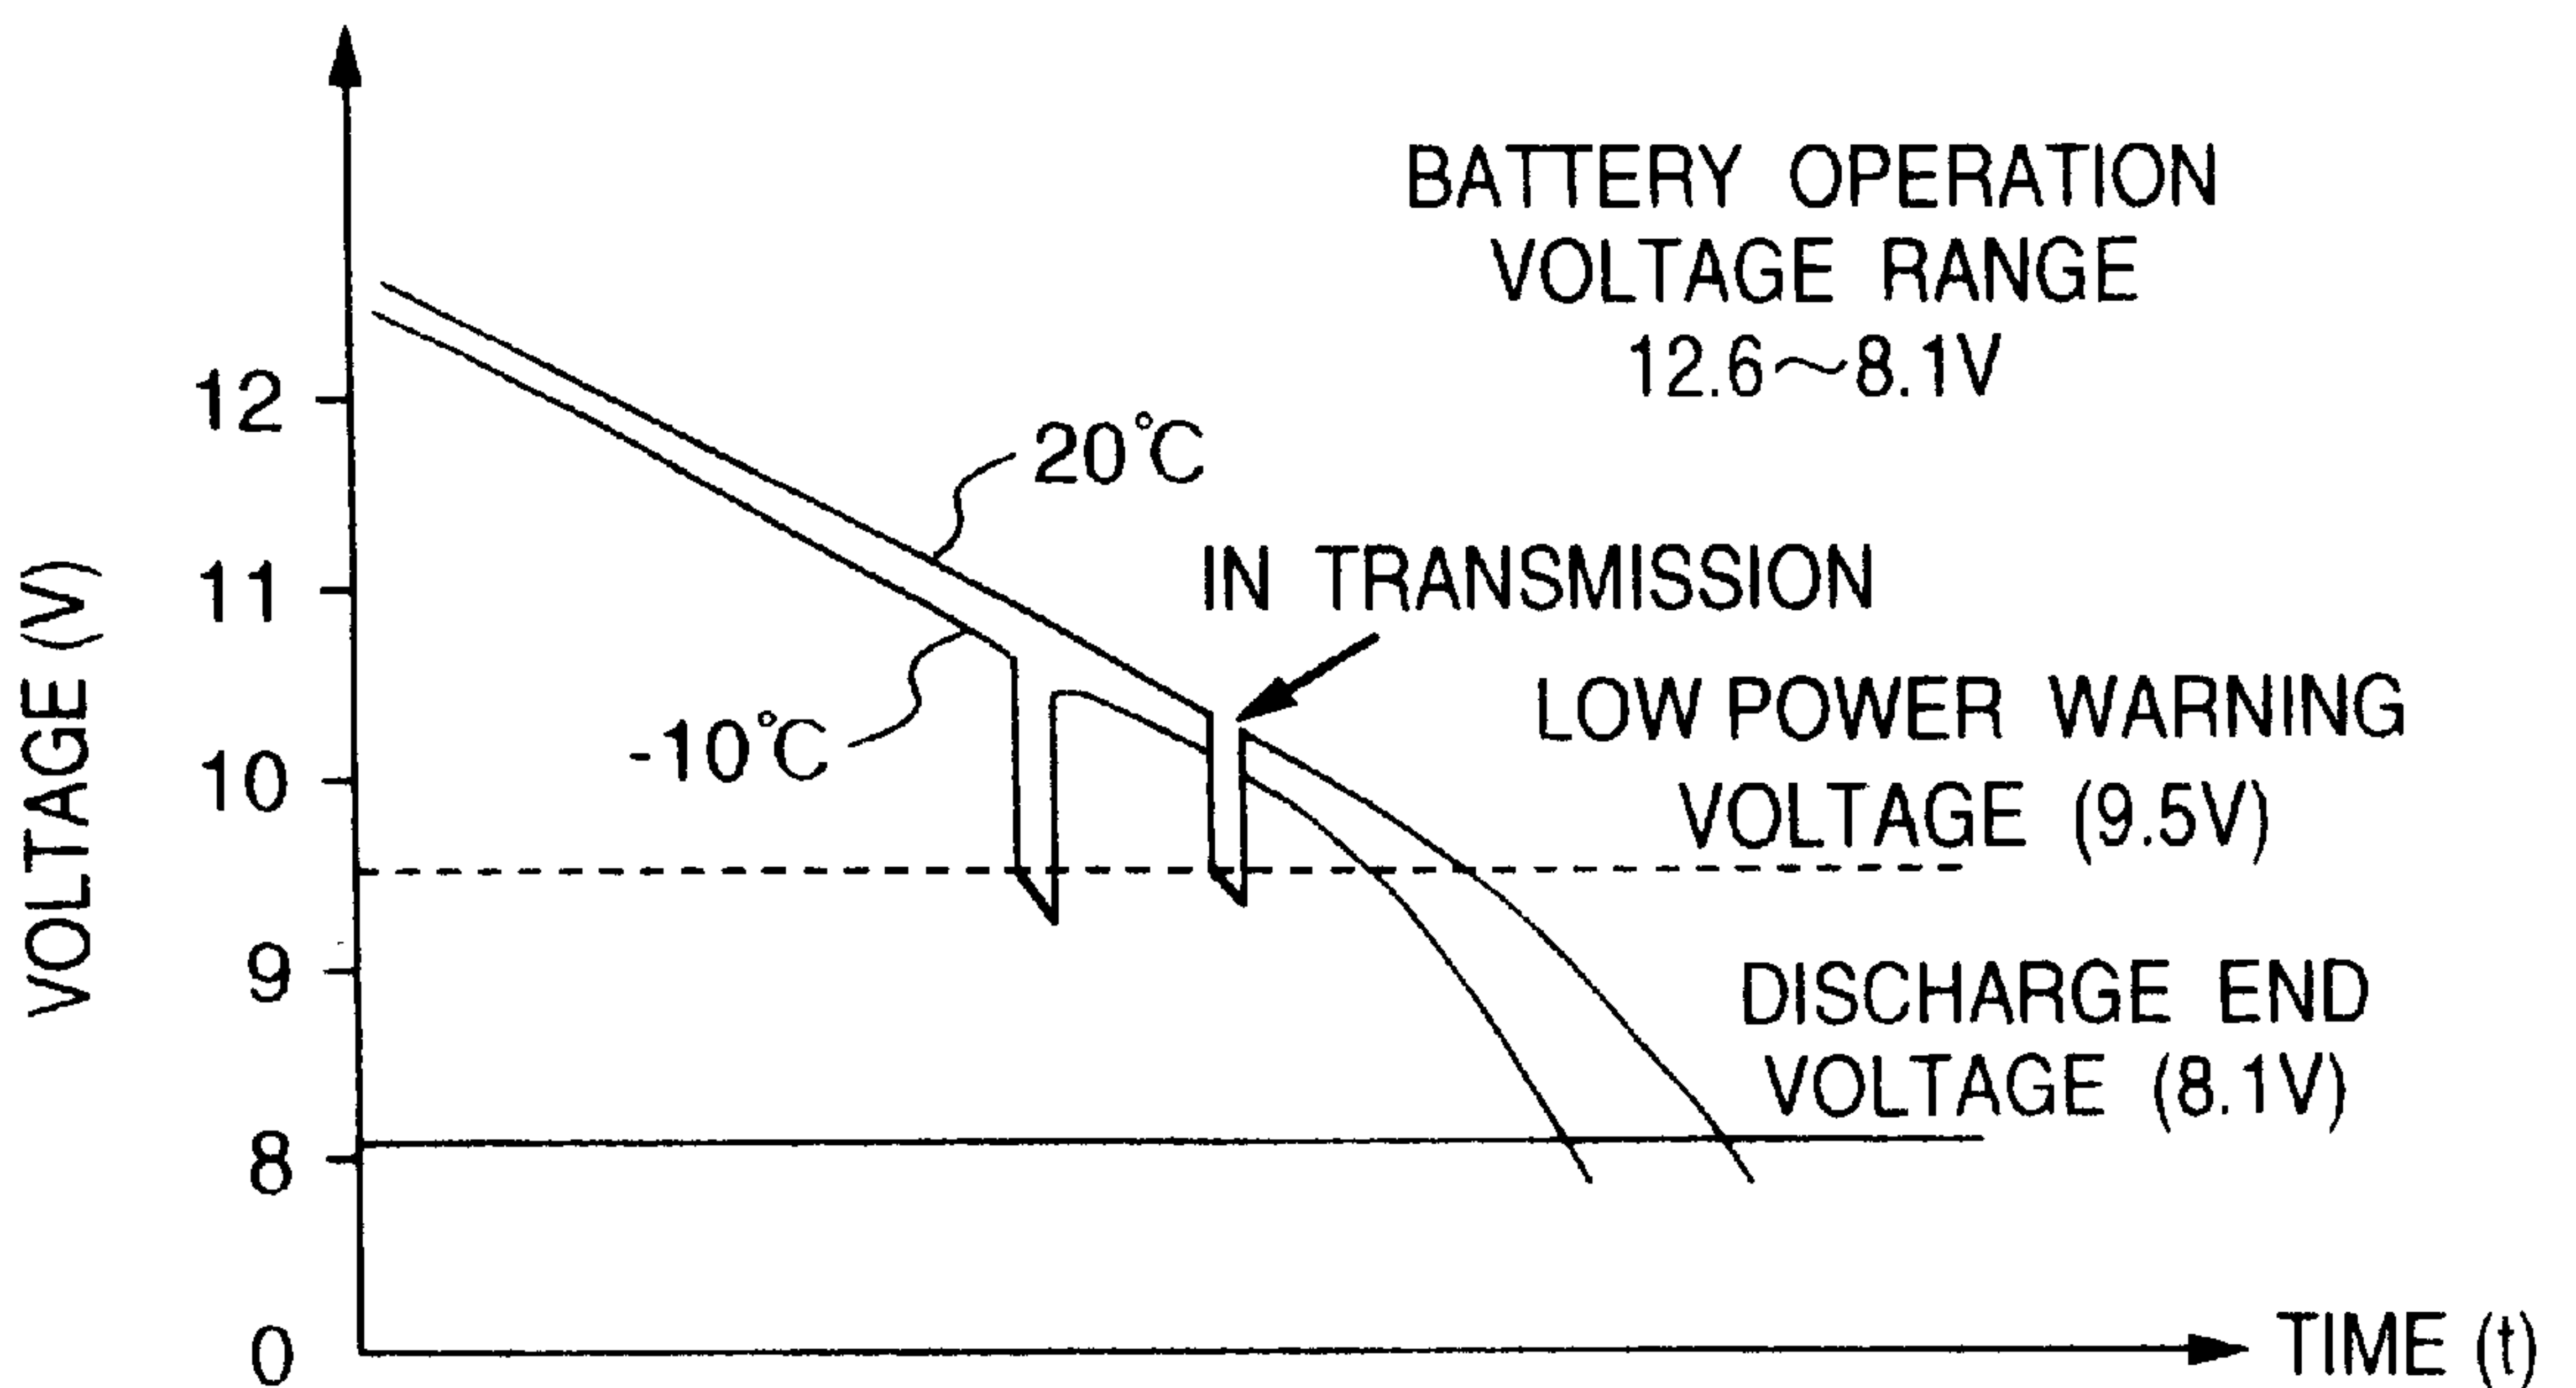 BATTERY OPERATION
VOLTAGE RANGE
12.6~8.1V
12
20°C
IN TRANSMISSION
11
VOLTAGE (V)
LOW POWER WARNING
-10°C
10
VOLTAGE (9.5V)
9
DISCHARGE END
VOLTAGE (8.1V)
8
0
TIME (t)